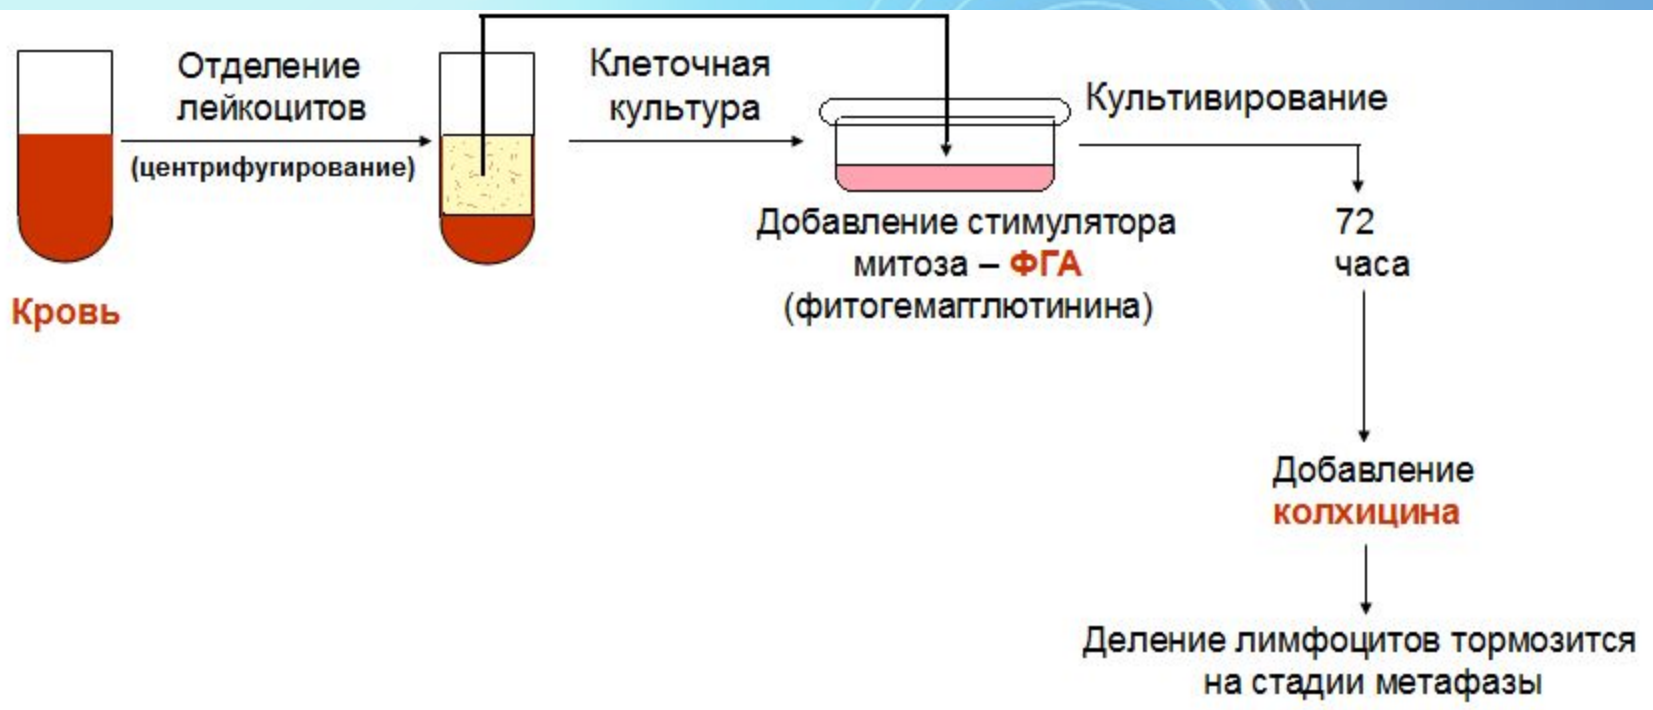 Отделение
лейкоцитов
(центрифугирование)
Кровь
Клеточная
культура
Добавление стимулятора
митоза – ФГА
(фитогемагглютинина)
Культивирование
72
часа
Добавление
колхицина
Деление лимфоцитов тормозится
на стадии метафазы